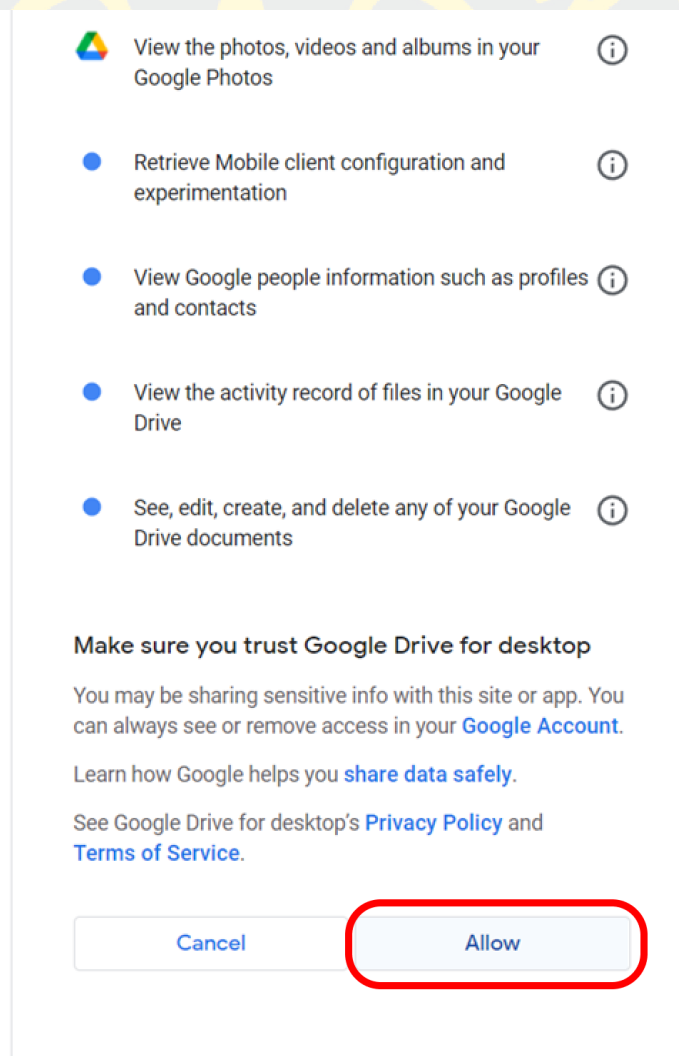 View the photos, videos and albums in your
Google Photos
Retrieve Mobile client configuration and
experimentation
View Google people information such as profiles
and contacts
View the activity record of files in your Google
Drive
See, edit, create, and delete any of your Google
Drive documents
Make sure you trust Google Drive for desktop
You may be sharing sensitive info with this site or app. You
can always see or remove access in your Google Account.
Learn how Google helps you share data safely.
See Google Drive for desktop's Privacy Policy and
Terms of Service.
Cancel Allow